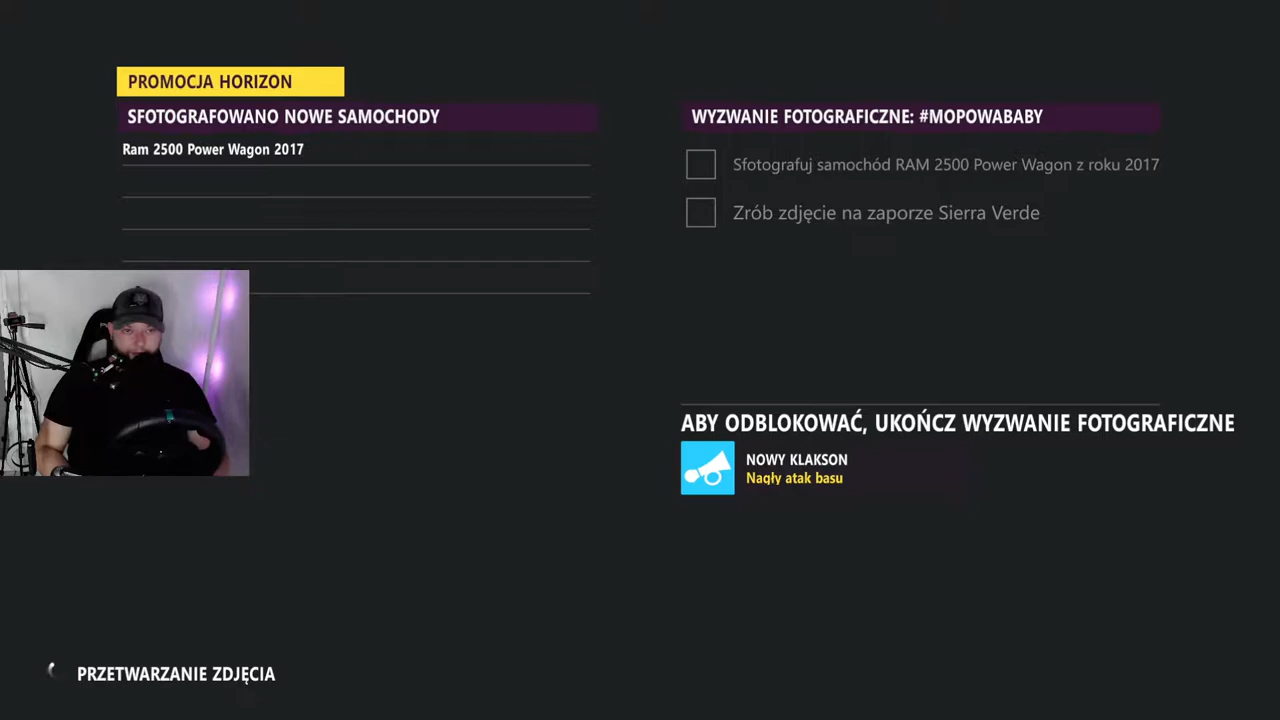 PROMOCJA HORIZON
SFOTOGRAFOWANO NOWE SAMOCHODY
Ram 2500 Power Wagon 2017
WYZWANIE FOTOGRAFICZNE: #MOPOWABABY
Sfotografuj samochód RAM 2500 Power Wagon z roku 2017
Zrób zdjęcie na zaporze Sierra Verde
ABY ODBLOKOWAĆ, UKOŃCZ WYZWANIE FOTOGRAFICZNE
NOWY KLAKSON
Nagły atak basu
PRZETWARZANIE ZDJĘCIA